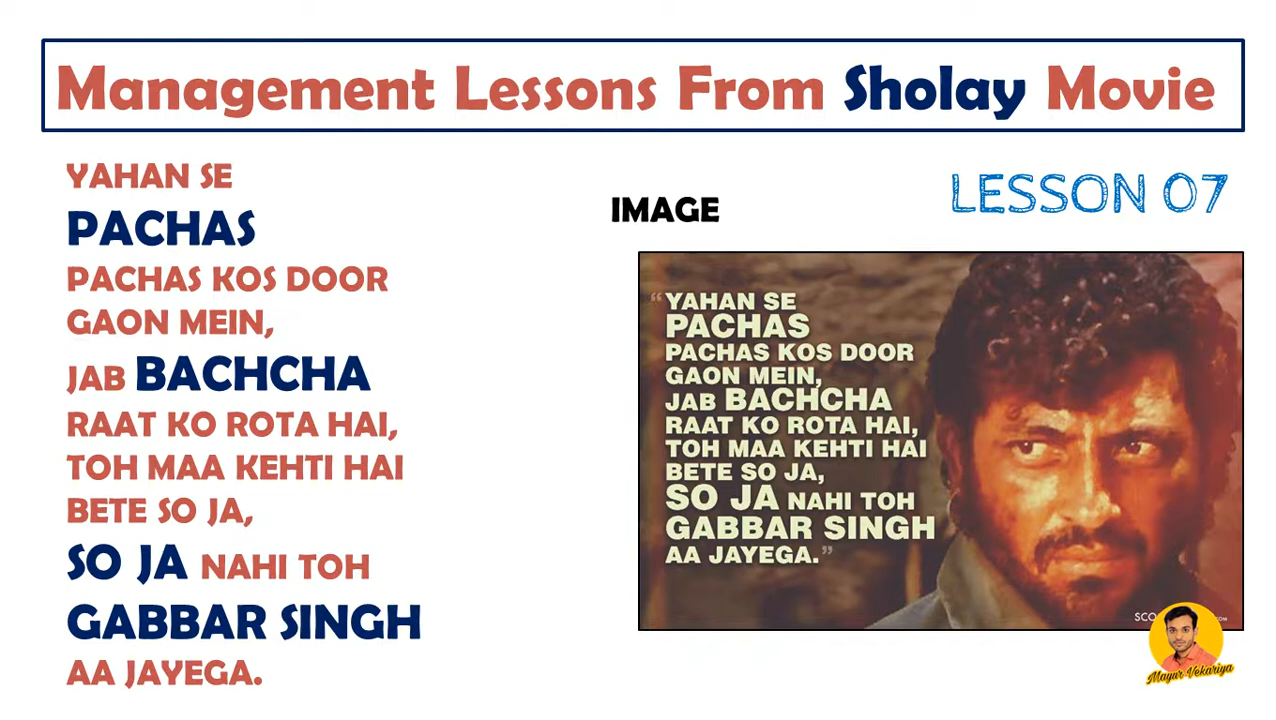 Management Lessons From Sholay Movie
YAHAN SE
PACHAS
PACHAS KOS DOOR
GAON MEIN,
JAB BACHCHA
RAAT KO ROTA HAI,
TOH MAA KEHTI HAI
BETE SO JA,
SO JA NAHI TOH
GABBAR SINGH
AA JAYEGA.
IMAGE
LESSON 07
“YAHAN SE
PACHAS
PACHAS KOS DOOR
GAON MEIN,
JAB BACHCHA
RAAT KO ROTA HAI,
TOH MAA KEHTI HAI
BETE SO JA,
SO JA NAHI TOH
GABBAR SINGH
AA JAYEGA.”
Mayur Vekariya